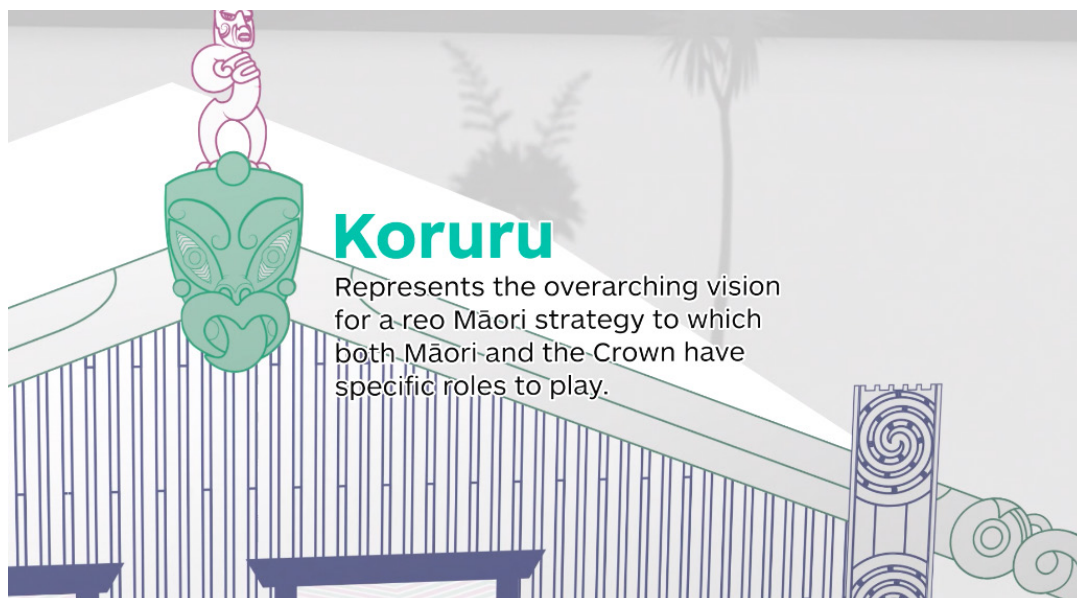 Koruru
Represents the overarching vision
for a reo Māori strategy to which
both Māori and the Crown have
specific roles to play.